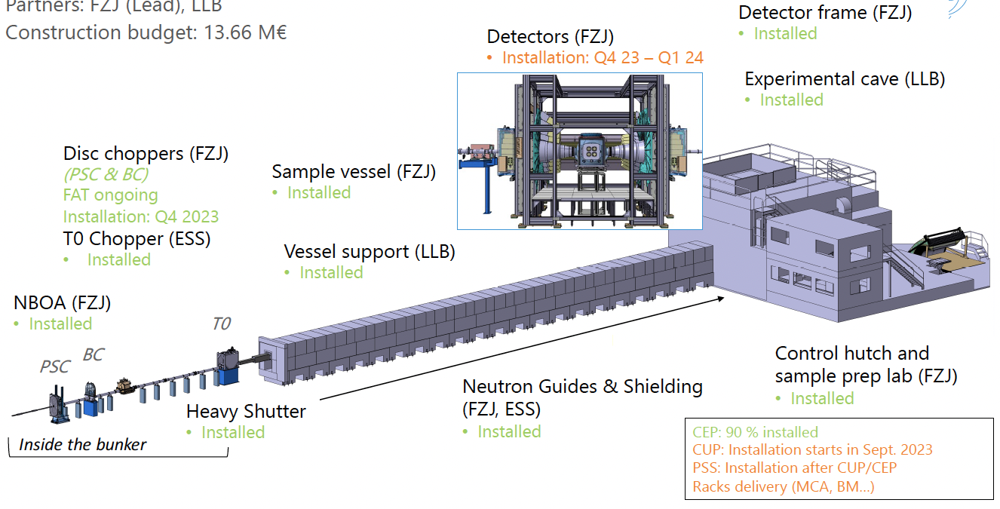 Partners: FZJ (Lead), LLB
Construction budget: 13.66 M€
Detector frame (FZJ)
• Installed
Detectors (FZJ)
• Installation: Q4 23 – Q1 24
Experimental cave (LLB)
• Installed
Disc choppers (FZJ)
(PSC & BC)
FAT ongoing
Installation: Q4 2023
T0 Chopper (ESS)
• Installed
Sample vessel (FZJ)
• Installed
Vessel support (LLB)
• Installed
NBOA (FZJ)
• Installed
T0
BC
PSC
Heavy Shutter
• Installed
Inside the bunker
Neutron Guides & Shielding
(FZJ, ESS)
• Installed
Control hutch and
sample prep lab (FZJ)
• Installed
CEP: 90 % installed
CUP: Installation starts in Sept. 2023
PSS: Installation after CUP/CEP
Racks delivery (MCA, BM...)